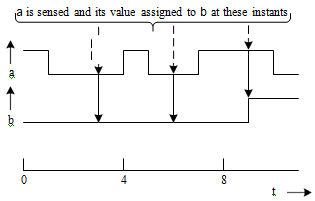 a is sensed and its value assigned to b at these instants
a
b
0 4 8
t